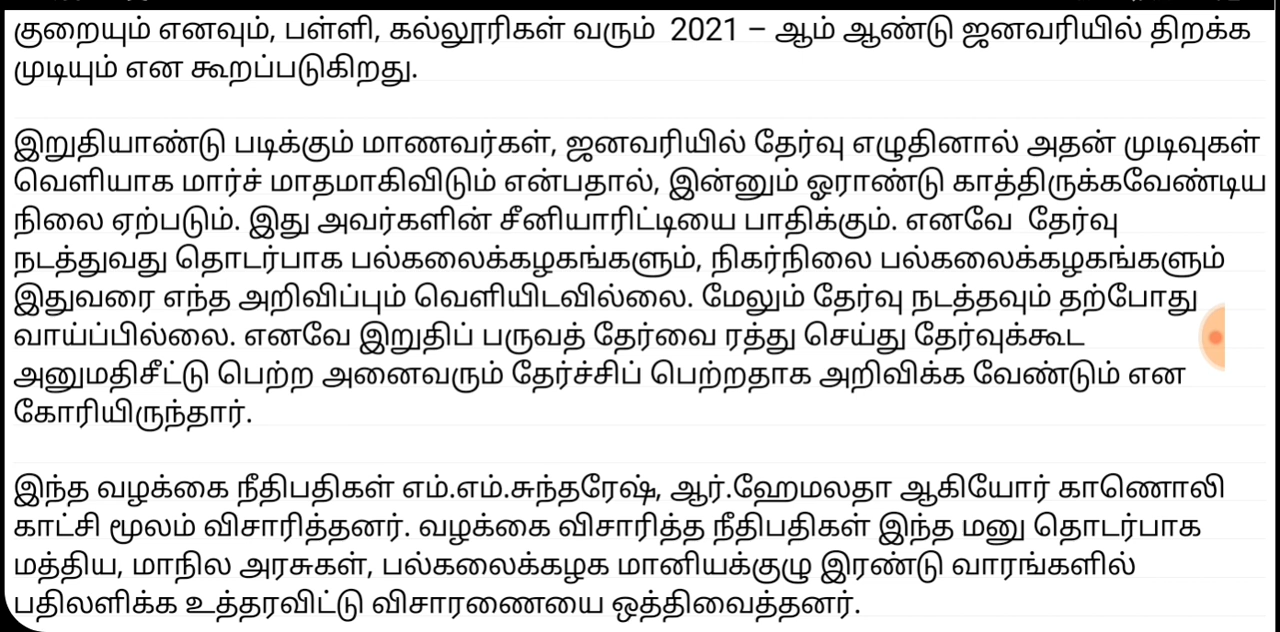 குறையும் எனவும், பள்ளி, கல்லூரிகள் வரும் 2021 – ஆம் ஆண்டு ஜனவரியில் திறக்க
முடியும் என கூறப்படுகிறது.
இறுதியாண்டு படிக்கும் மாணவர்கள், ஜனவரியில் தேர்வு எழுதினால் அதன் முடிவுகள்
வெளியாக மார்ச் மாதமாகிவிடும் என்பதால், இன்னும் ஓராண்டு காத்திருக்கவேண்டிய
நிலை ஏற்படும். இது அவர்களின் சீனியாரிட்டியை பாதிக்கும். எனவே தேர்வு
நடத்துவது தொடர்பாக பல்கலைக்கழகங்களும், நிகர்நிலை பல்கலைக்கழகங்களும்
இதுவரை எந்த அறிவிப்பும் வெளியிடவில்லை. மேலும் தேர்வு நடத்தவும் தற்போது
வாய்ப்பில்லை. எனவே இறுதிப் பருவத் தேர்வை ரத்து செய்து தேர்வுக்கூட
அனுமதிசீட்டு பெற்ற அனைவரும் தேர்ச்சிப் பெற்றதாக அறிவிக்க வேண்டும் என
கோரியிருந்தார்.
இந்த வழக்கை நீதிபதிகள் எம்.எம்.சுந்தரேஷ், ஆர்.ஹேமலதா ஆகியோர் காணொலி
காட்சி மூலம் விசாரித்தனர். வழக்கை விசாரித்த நீதிபதிகள் இந்த மனு தொடர்பாக
மத்திய, மாநில அரசுகள், பல்கலைக்கழக மானியக்குழு இரண்டு வாரங்களில்
பதிலளிக்க உத்தரவிட்டு விசாரணையை ஒத்திவைத்தனர்.